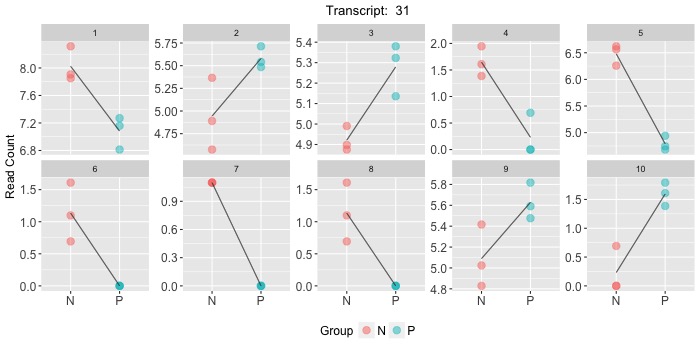 Transcript: 31
1 2 3 4 5
8.0 7.6 7.2 6.8
5.75 5.50 5.25 5.00 4.75
5.4 5.3 5.2 5.1 5.0 4.9
2.0 1.5 1.0 0.5 0.0
6.5 6.0 5.5 5.0
Read Count
6 7 8 9 10
1.5 1.0 0.5 0.0
0.9 0.6 0.3 0.0
1.5 1.0 0.5 0.0
5.8 5.6 5.4 5.2 5.0 4.8
1.5 1.0 0.5 0.0
N P N P N P N P N P
Group N P